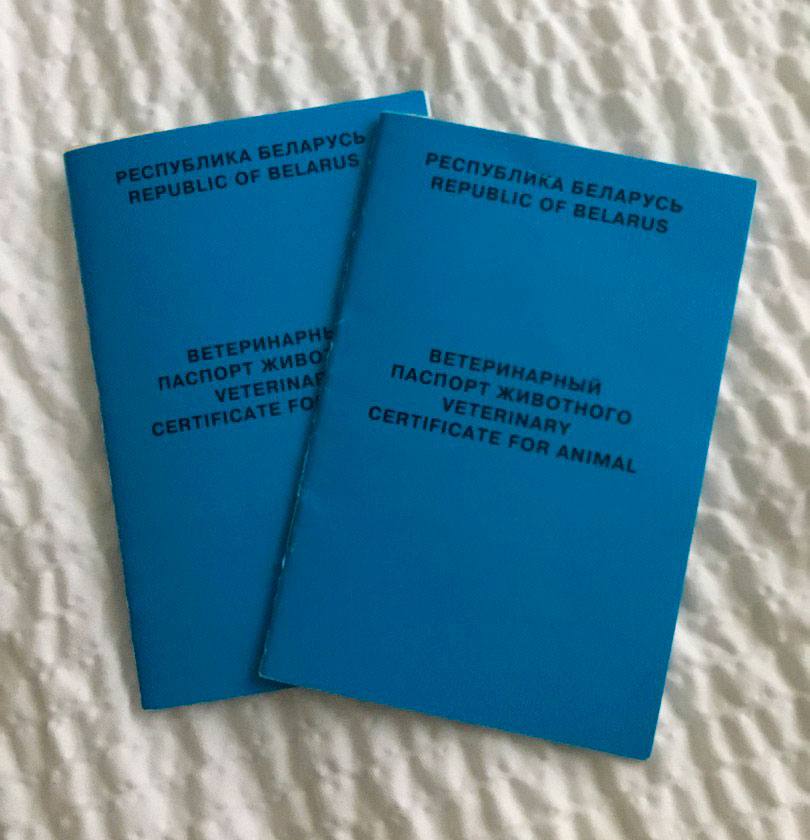 РЕСПУБЛИКА БЕЛАРУСЬ
REPUBLIC OF BELARUS
ПАСПОРТ
VETERINAR
CERTIFICATE
РЕСПУБЛИКА БЕЛАРУСЬ
REPUBLIC OF BELARUS
ВЕТЕРИНАРНЫЙ
ПАСПОРТ ЖИВОТНОГО
VETERINARY
CERTIFICATE FOR ANIMAL